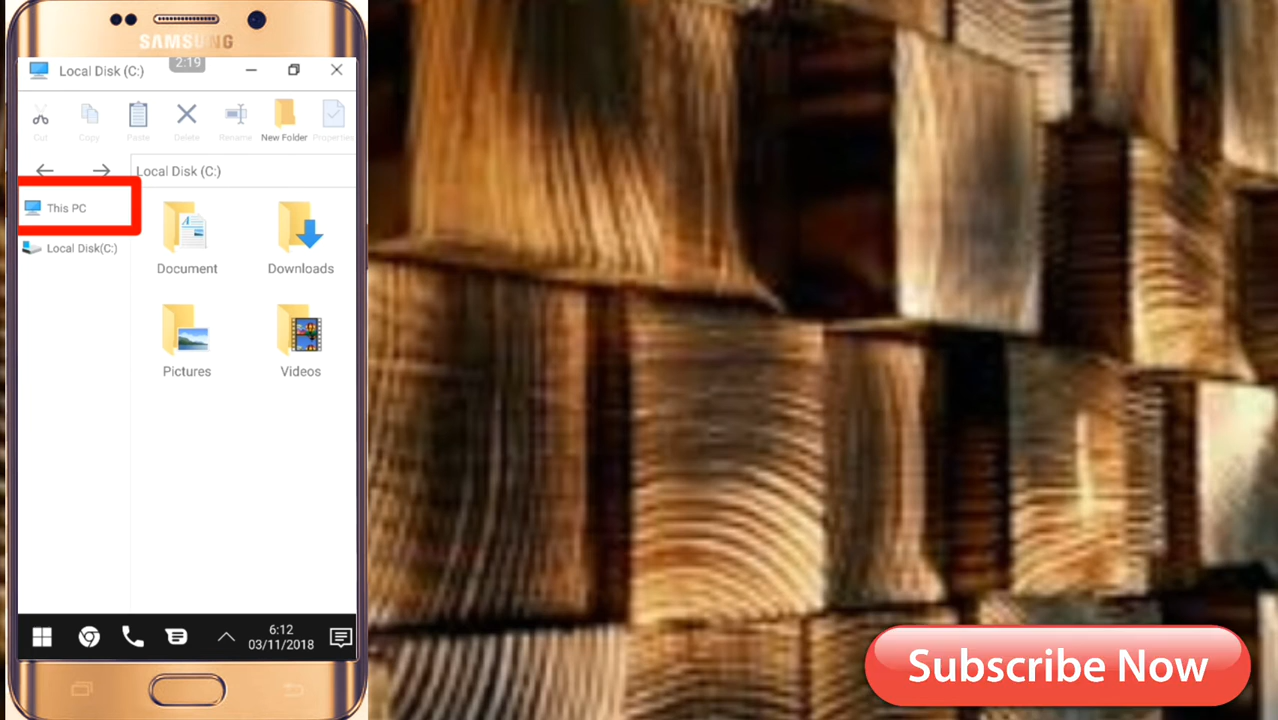 SAMSUNG
2:19
Local Disk (C:)
Cut Copy Paste Delete Rename New Folder Properties
Local Disk (C:)
This PC
Local Disk(C:)
Document Downloads
Pictures Videos
6:12
03/11/2018
Subscribe Now